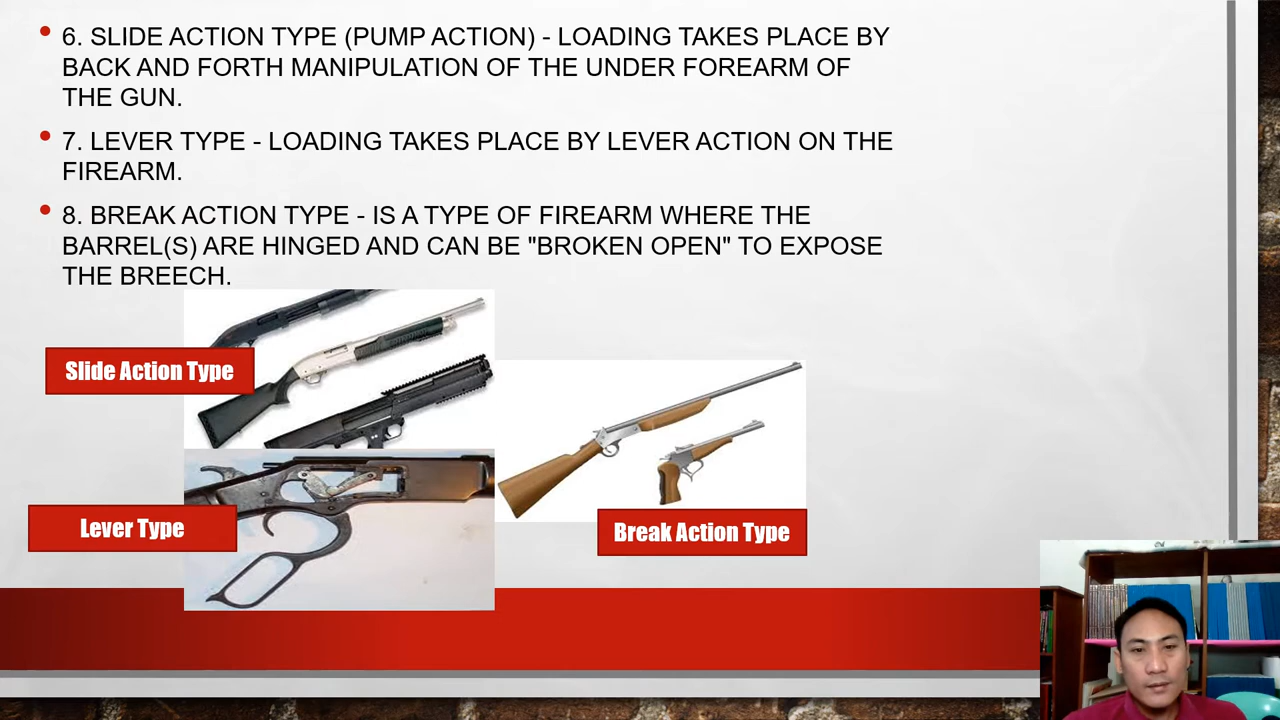 6. SLIDE ACTION TYPE (PUMP ACTION) - LOADING TAKES PLACE BY
BACK AND FORTH MANIPULATION OF THE UNDER FOREARM OF
THE GUN.
7. LEVER TYPE - LOADING TAKES PLACE BY LEVER ACTION ON THE
FIREARM.
8. BREAK ACTION TYPE - IS A TYPE OF FIREARM WHERE THE
BARREL(S) ARE HINGED AND CAN BE "BROKEN OPEN" TO EXPOSE
THE BREECH.
Slide Action Type
Lever Type
Break Action Type